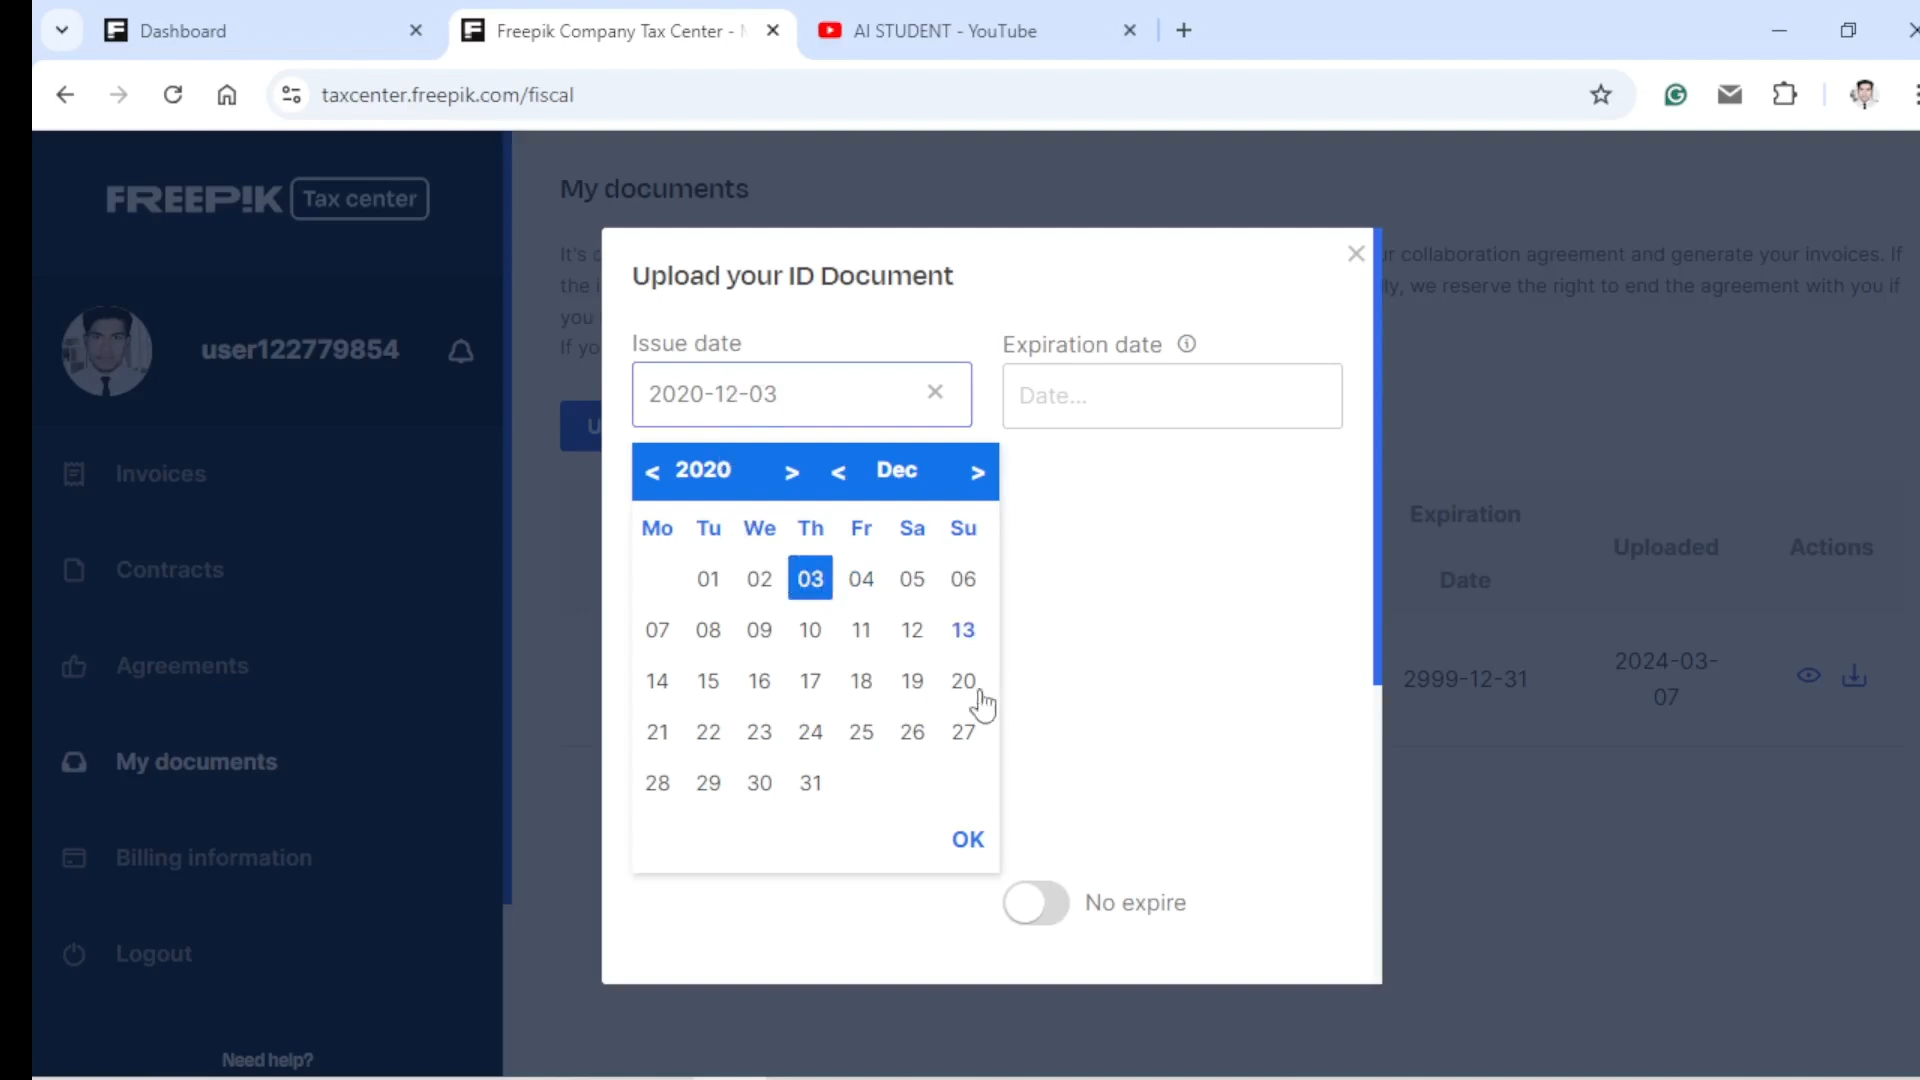 Dashboard
Freepik Company Tax Center -
AI STUDENT - YouTube
taxcenter.freepik.com/fiscal
FREEP!K Tax center
user122779854
Invoices
Contracts
Agreements
My documents
Billing information
Logout
Need help?
My documents
It's
r collaboration agreement and generate your invoices. If
the i
ly, we reserve the right to end the agreement with you if
you
If yo
U
Upload your ID Document
Issue date
Expiration date
2020-12-03
Date...
< 2020 > < Dec >
Mo Tu We Th Fr Sa Su
01 02 03 04 05 06
07 08 09 10 11 12 13
14 15 16 17 18 19 20
21 22 23 24 25 26 27
28 29 30 31
OK
No expire
Expiration
Date
Uploaded
Actions
2999-12-31
2024-03-
07